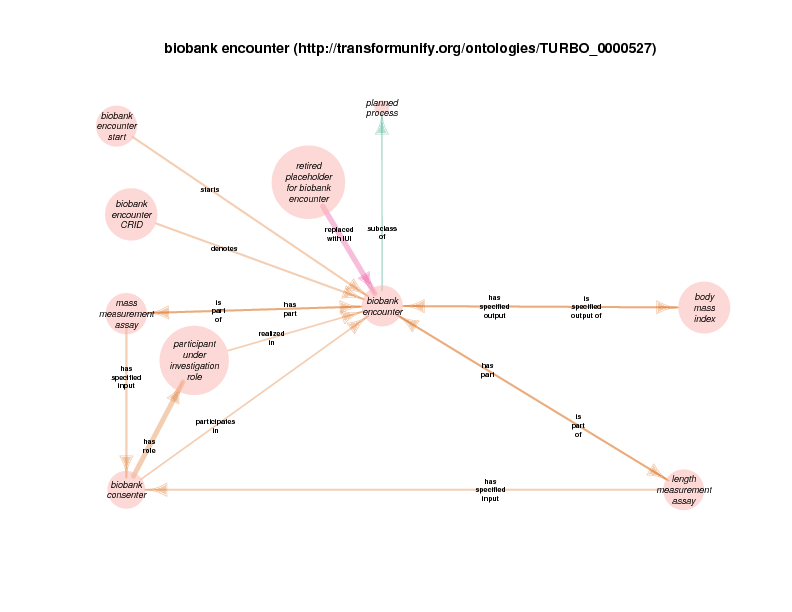 biobank encounter (http://transformunify.org/ontologies/TURBO_0000527)
planned
process
biobank
encounter
start
retired
placeholder
for biobank
encounter
starts
biobank
encounter
CRID
replaced
with IUI
subclass
of
denotes
mass
measurement
assay
is
part
of
has
part
biobank
encounter
has
specified
output
is
specified
output of
body
mass
index
realized
in
participant
under
investigation
role
has
specified
input
has
part
participates
in
is
part
of
has
role
biobank
consenter
has
specified
input
length
measurement
assay